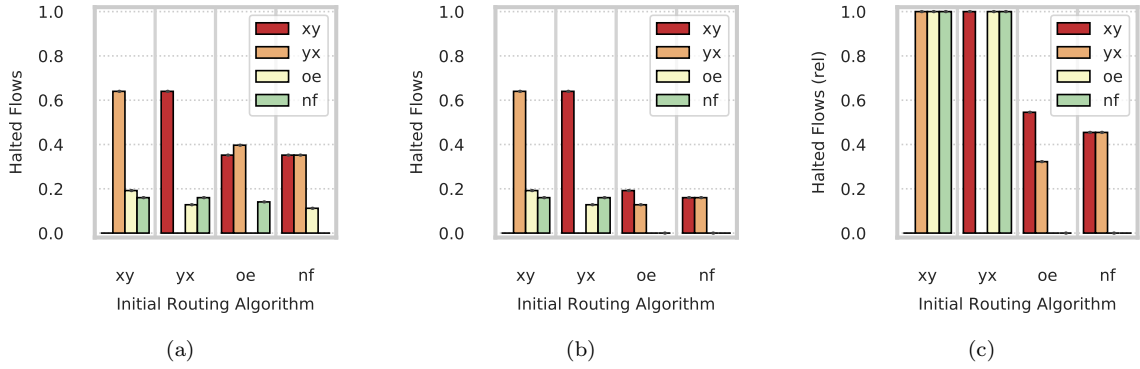 Halted Flows
1.0
0.8
0.6
0.4
0.2
0.0
xy
yx
oe
nf
xy yx oe nf
Initial Routing Algorithm
(a)
Halted Flows
1.0
0.8
0.6
0.4
0.2
0.0
xy
yx
oe
nf
xy yx oe nf
Initial Routing Algorithm
(b)
Halted Flows (rel)
1.0
0.8
0.6
0.4
0.2
0.0
xy
yx
oe
nf
xy yx oe nf
Initial Routing Algorithm
(c)